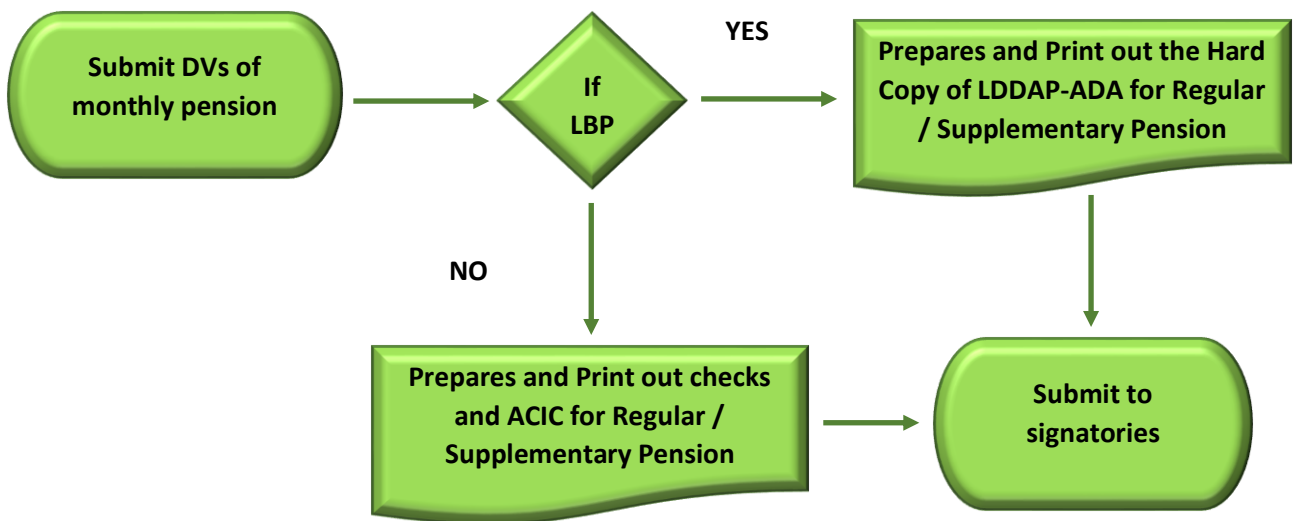 Submit DVs of
monthly pension
If
LBP
YES
Prepares and Print out the Hard
Copy of LDDAP-ADA for Regular
/ Supplementary Pension
NO
Prepares and Print out checks
and ACIC for Regular /
Supplementary Pension
Submit to
signatories